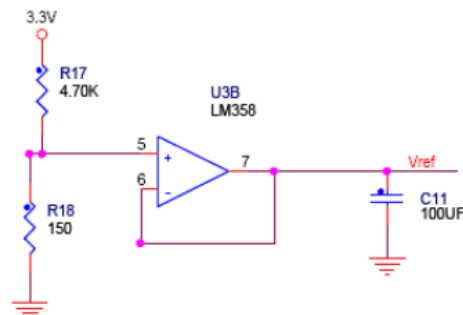 3.3V
R17
4.70K
U3B
LM358
5
+
7
6
-
Vref
R18
150
C11
100UF